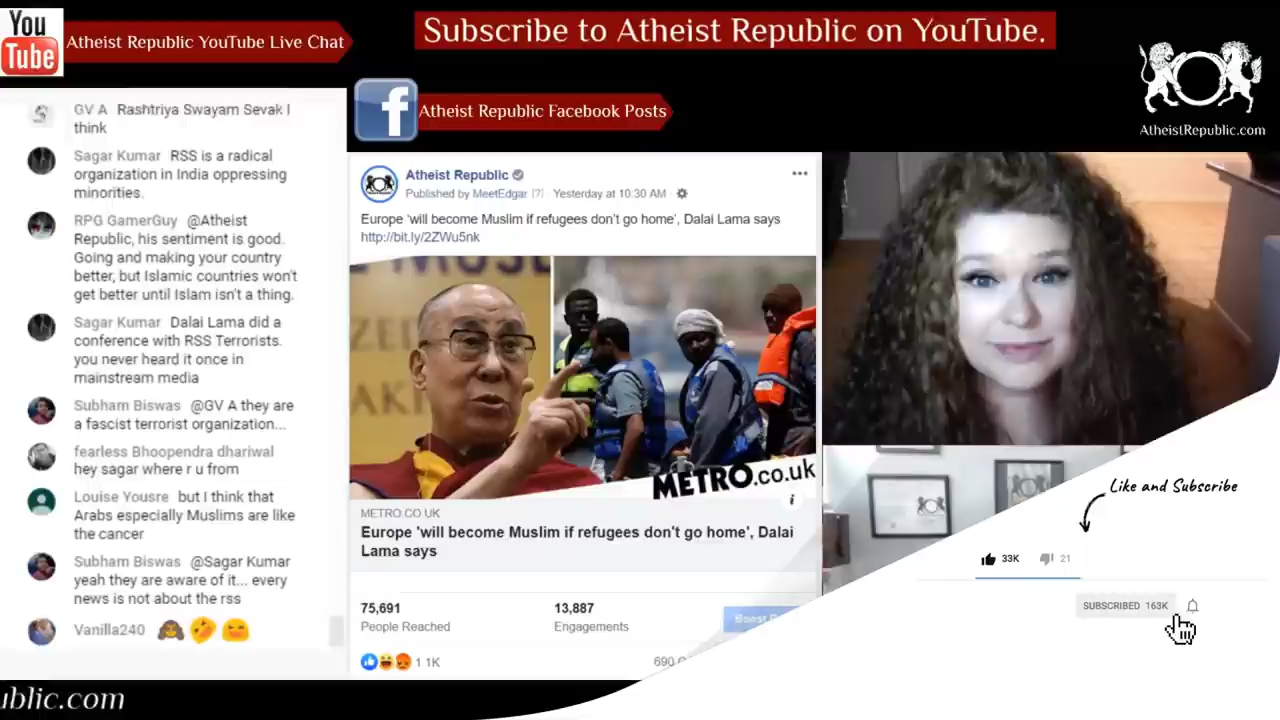 You
Tube
Atheist Republic YouTube Live Chat
Subscribe to Atheist Republic on YouTube.
AtheistRepublic.com
Atheist Republic Facebook Posts
GV A Rashtriya Swayam Sevak I
think
Sagar Kumar RSS is a radical
organization in India oppressing
minorities.
RPG GamerGuy @Atheist
Republic, his sentiment is good.
Going and making your country
better, but Islamic countries won't
get better until Islam isn't a thing.
Sagar Kumar Dalai Lama did a
conference with RSS Terrorists.
you never heard it once in
mainstream media
Subham Biswas @GV A they are
a fascist terrorist organization...
fearless Bhoopendra dhariwal
hey sagar where r u from
Louise Yousre but I think that
Arabs especially Muslims are like
the cancer
Subham Biswas @Sagar Kumar
yeah they are aware of it... every
news is not about the rss
Vanilla240
Atheist Republic
Published by MeetEdgar [?] · Yesterday at 10:30 AM
Europe 'will become Muslim if refugees don't go home', Dalai Lama says
http://bit.ly/2ZWu5nk
METRO.co.uk
METRO.CO.UK
Europe 'will become Muslim if refugees don't go home', Dalai
Lama says
75,691
People Reached
13,887
Engagements
Boost
1.1K
690
Like and Subscribe
33K
21
SUBSCRIBED 163K
ublic.com